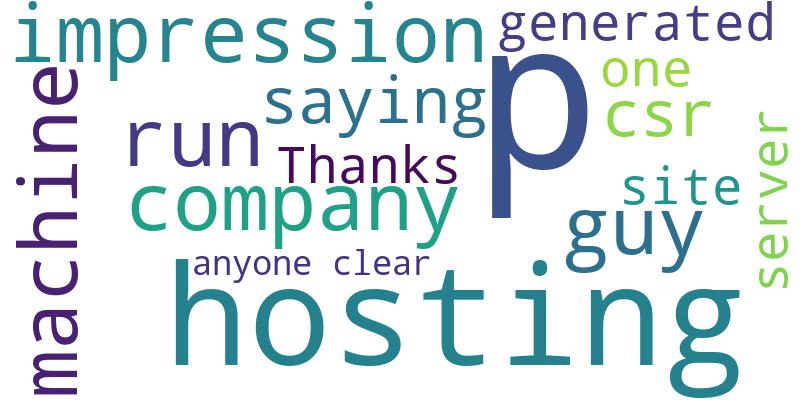 impression
generated
p
one
machine
saying
csr
run
Thanks
server
company
site
guy
anyone clear
hosting